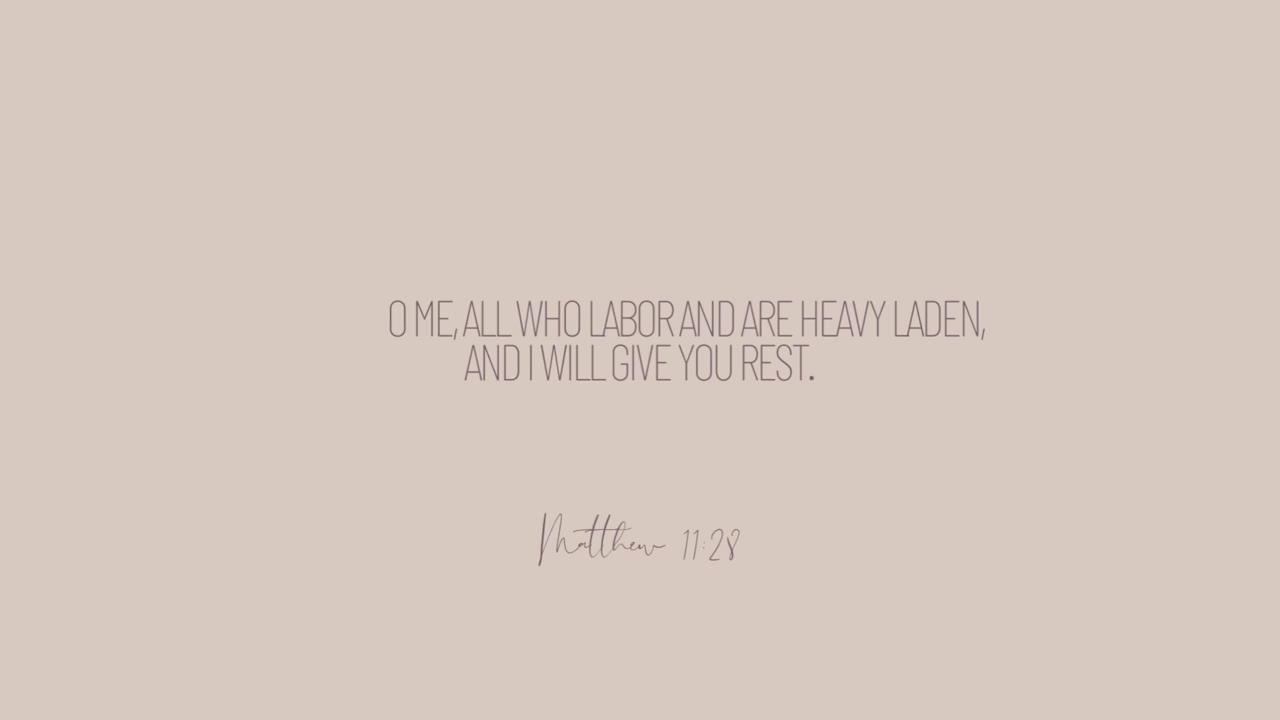 O ME, ALL WHO LABOR AND ARE HEAVY LADEN,
AND I WILL GIVE YOU REST.
Matthew 11:28